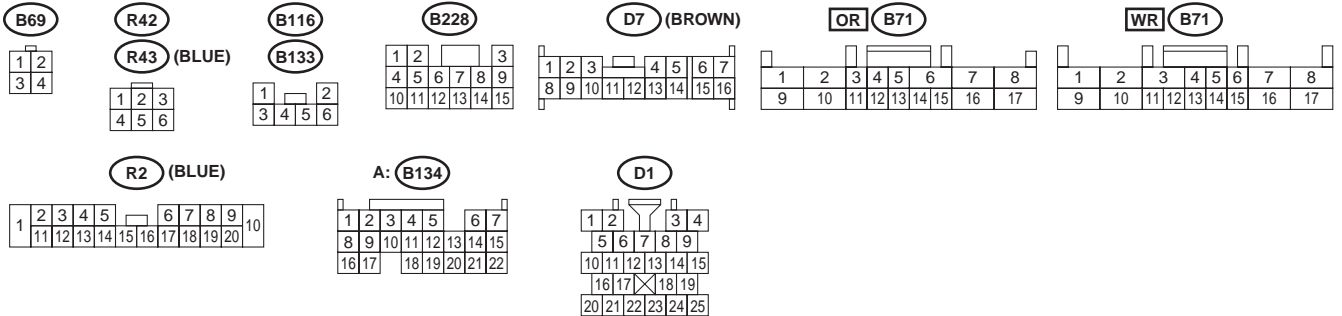 B69 R42 B116 B228 D7 (BROWN) OR B71 WR B71
R43 (BLUE) B133
1 2
3 4
1 2 3
4 5 6
1 2
3 4 5 6
1 2 3
4 5 6 7 8 9
10 11 12 13 14 15
1 2 3 4 5 6 7
8 9 10 11 12 13 14 15 16
1 2 3 4 5 6 7 8
9 10 11 12 13 14 15 16 17
1 2 3 4 5 6 7 8
9 10 11 12 13 14 15 16 17
R2 (BLUE) A: B134 D1
1 2 3 4 5 6 7 8 9 10
11 12 13 14 15 16 17 18 19 20
1 2 3 4 5 6 7
8 9 10 11 12 13 14 15
16 17 18 19 20 21 22
1 2 3 4
5 6 7 8 9
10 11 12 13 14 15
16 17 18 19
20 21 22 23 24 25